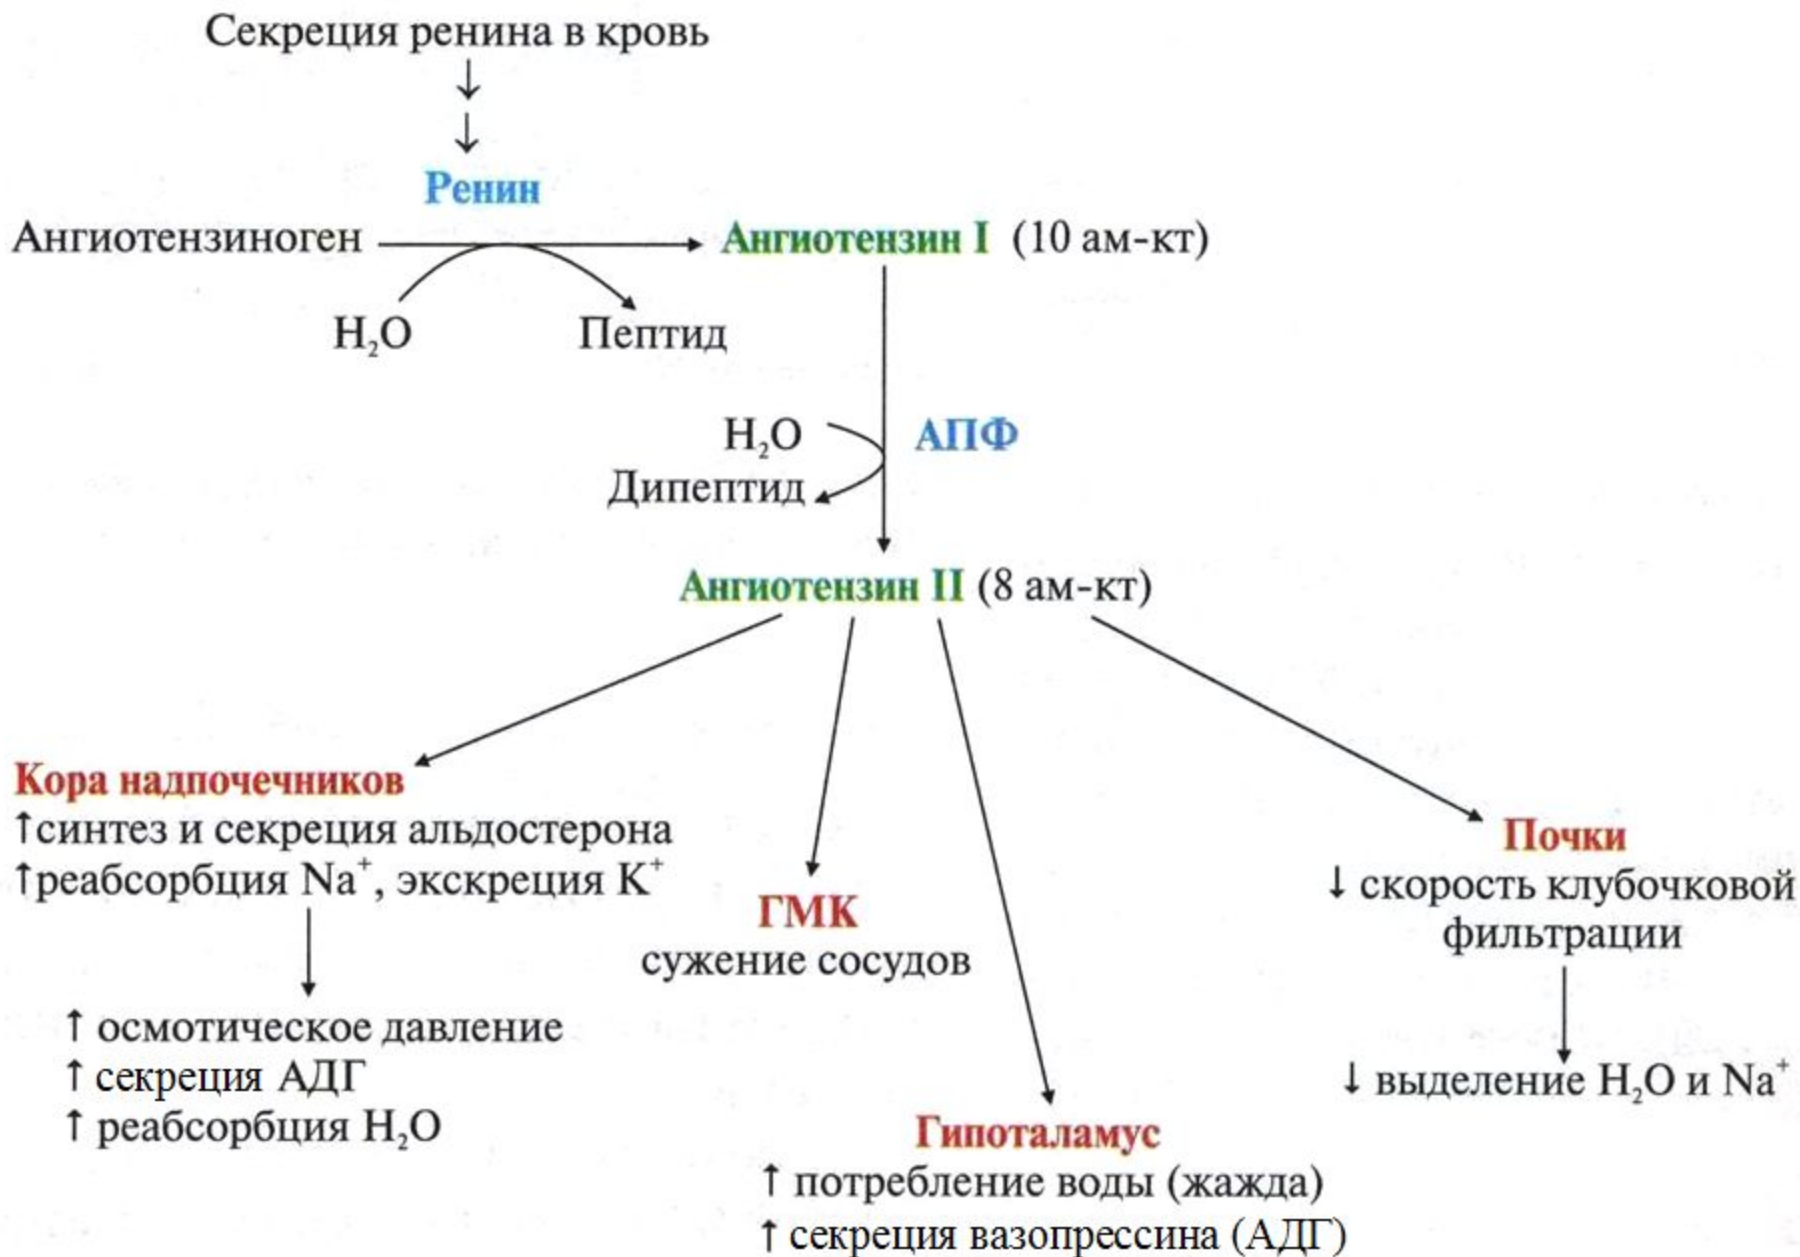 Секреция ренина в кровь
↓
↓
Ренин
Ангиотензиноген
Ангиотензин I (10 ам-кт)
H₂O
Пептид
H₂O
АПФ
Дипептид
Ангиотензин II (8 ам-кт)
Кора надпочечников
↑синтез и секреция альдостерона
↑реабсорбция Na⁺, экскреция K⁺
↑ осмотическое давление
↑ секреция АДГ
↑ реабсорбция H₂O
ГМК
сужение сосудов
Гипоталамус
↑ потребление воды (жажда)
↑ секреция вазопрессина (АДГ)
Почки
↓ скорость клубочковой
фильтрации
↓ выделение H₂O и Na⁺